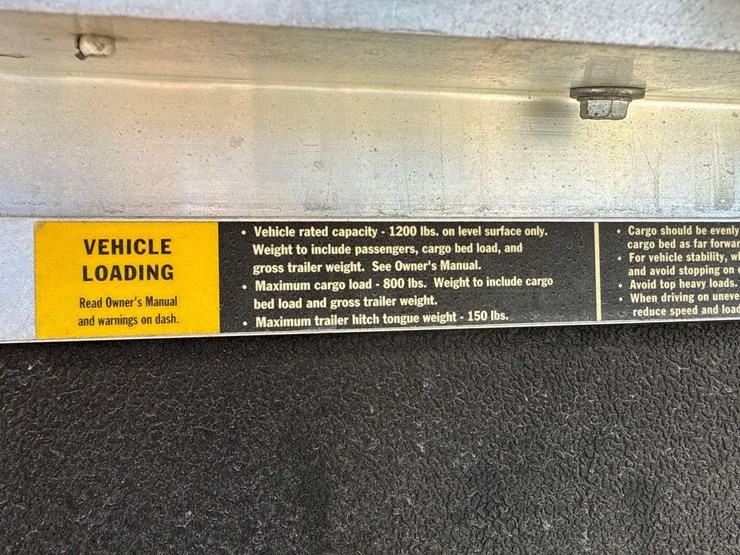 VEHICLE
LOADING
Read Owner's Manual
and warnings on dash.
• Vehicle rated capacity - 1200 lbs. on level surface only.
Weight to include passengers, cargo bed load, and
gross trailer weight. See Owner's Manual.
• Maximum cargo load - 800 lbs. Weight to include cargo
bed load and gross trailer weight.
• Maximum trailer hitch tongue weight - 150 lbs.
• Cargo should be evenly
cargo bed as far forwar
• For vehicle stability, w
and avoid stopping on
• Avoid top heavy loads.
• When driving on uneve
reduce speed and load